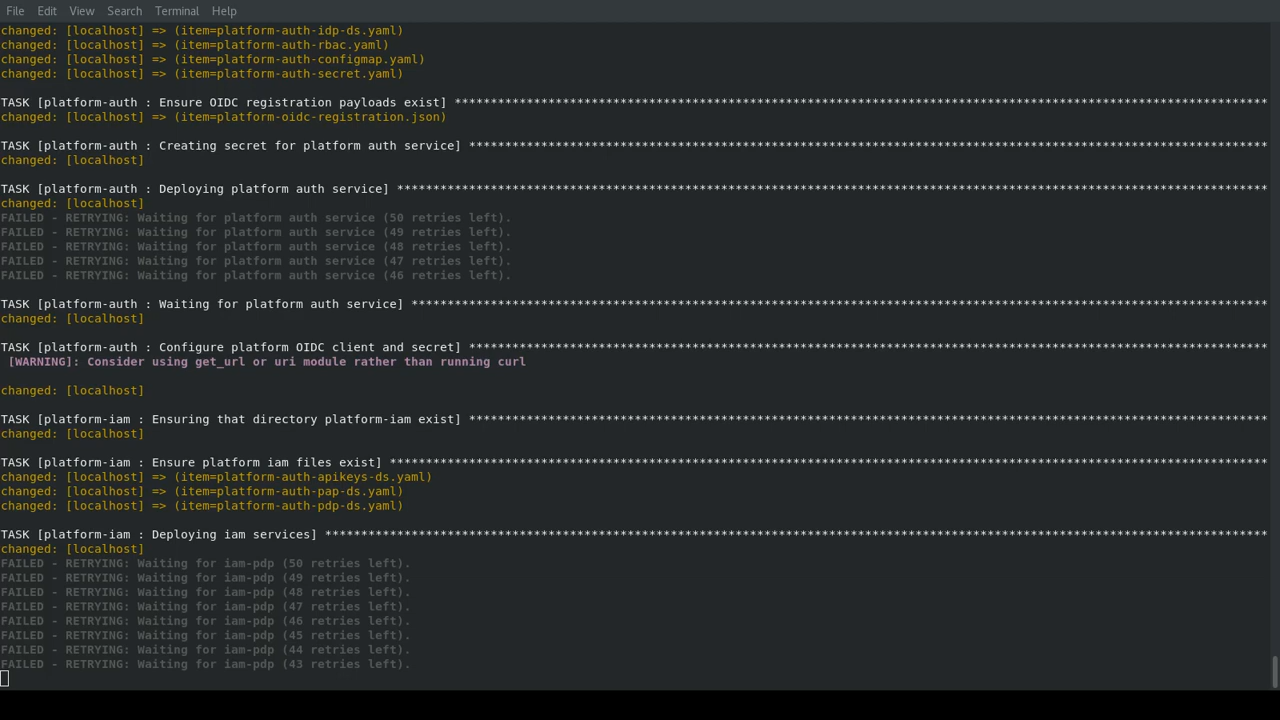 File Edit View Search Terminal Help
changed: [localhost] => (item=platform-auth-idp-ds.yaml)
changed: [localhost] => (item=platform-auth-rbac.yaml)
changed: [localhost] => (item=platform-auth-configmap.yaml)
changed: [localhost] => (item=platform-auth-secret.yaml)
TASK [platform-auth : Ensure OIDC registration payloads exist] *****************************************************************************************************************
changed: [localhost] => (item=platform-oidc-registration.json)
TASK [platform-auth : Creating secret for platform auth service] ***************************************************************************************************************
changed: [localhost]
TASK [platform-auth : Deploying platform auth service] *************************************************************************************************************************
changed: [localhost]
FAILED - RETRYING: Waiting for platform auth service (50 retries left).
FAILED - RETRYING: Waiting for platform auth service (49 retries left).
FAILED - RETRYING: Waiting for platform auth service (48 retries left).
FAILED - RETRYING: Waiting for platform auth service (47 retries left).
FAILED - RETRYING: Waiting for platform auth service (46 retries left).
TASK [platform-auth : Waiting for platform auth service] ***********************************************************************************************************************
changed: [localhost]
TASK [platform-auth : Configure platform OIDC client and secret] ***************************************************************************************************************
[WARNING]: Consider using get_url or uri module rather than running curl
changed: [localhost]
TASK [platform-iam : Ensuring that directory platform-iam exist] ***************************************************************************************************************
changed: [localhost]
TASK [platform-iam : Ensure platform iam files exist] **************************************************************************************************************************
changed: [localhost] => (item=platform-auth-apikeys-ds.yaml)
changed: [localhost] => (item=platform-auth-pap-ds.yaml)
changed: [localhost] => (item=platform-auth-pdp-ds.yaml)
TASK [platform-iam : Deploying iam services] ***********************************************************************************************************************************
changed: [localhost]
FAILED - RETRYING: Waiting for iam-pdp (50 retries left).
FAILED - RETRYING: Waiting for iam-pdp (49 retries left).
FAILED - RETRYING: Waiting for iam-pdp (48 retries left).
FAILED - RETRYING: Waiting for iam-pdp (47 retries left).
FAILED - RETRYING: Waiting for iam-pdp (46 retries left).
FAILED - RETRYING: Waiting for iam-pdp (45 retries left).
FAILED - RETRYING: Waiting for iam-pdp (44 retries left).
FAILED - RETRYING: Waiting for iam-pdp (43 retries left).